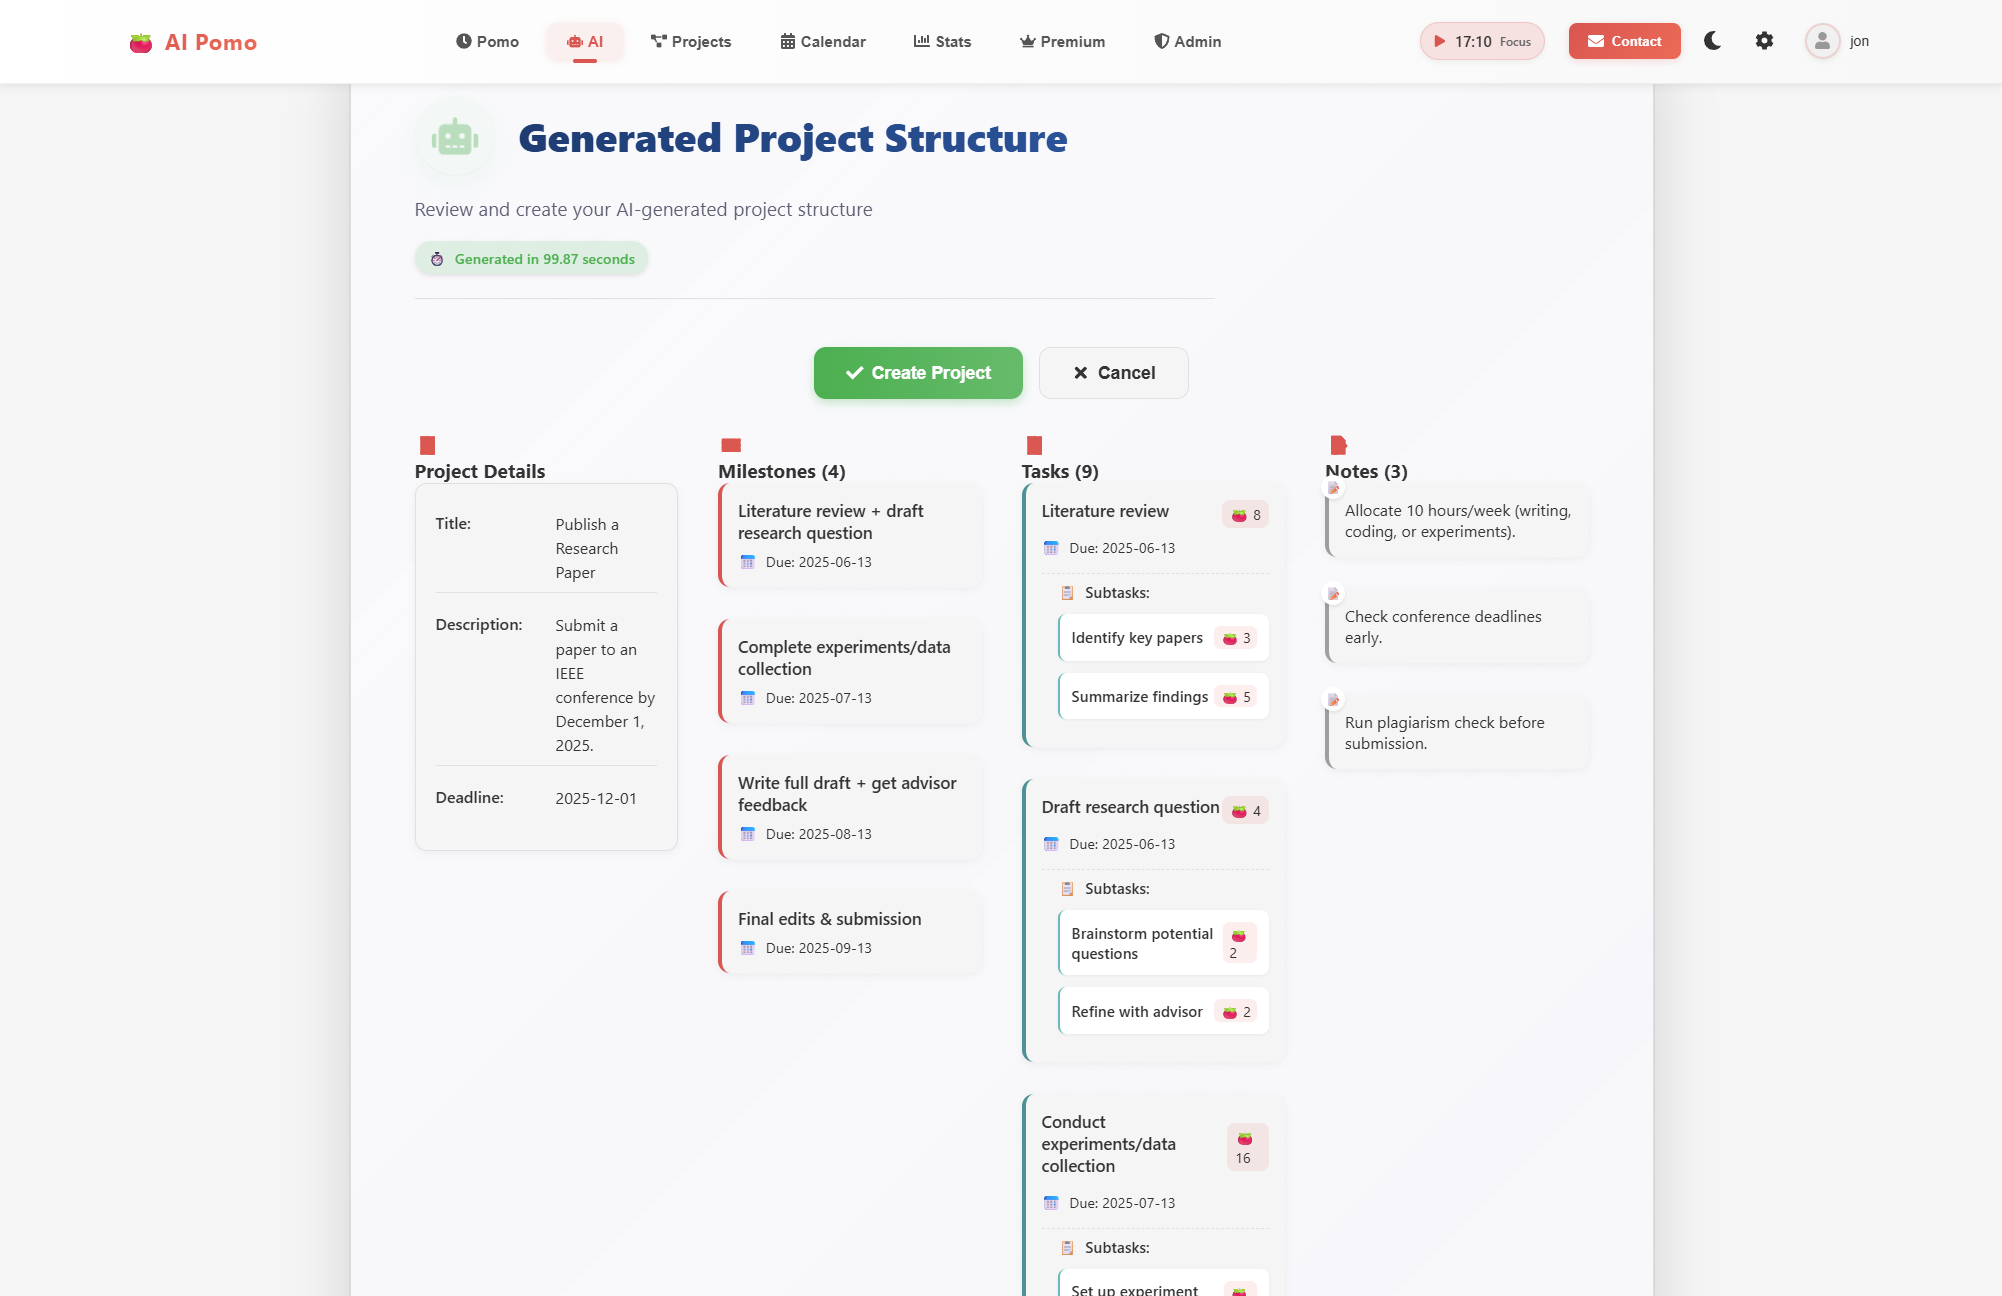 AI Pomo
Pomo
AI
Projects
Calendar
Stats
Premium
Admin
17:10 Focus
Contact
jon
Generated Project Structure
Review and create your AI-generated project structure
Generated in 99.87 seconds
Create Project
Cancel
Project Details
Title:
Publish a
Research
Paper
Description:
Submit a
paper to an
IEEE
conference by
December 1,
2025.
Deadline:
2025-12-01
Milestones (4)
Literature review + draft
research question
Due: 2025-06-13
Complete experiments/data
collection
Due: 2025-07-13
Write full draft + get advisor
feedback
Due: 2025-08-13
Final edits & submission
Due: 2025-09-13
Tasks (9)
Literature review
8
Due: 2025-06-13
Subtasks:
Identify key papers
3
Summarize findings
5
Draft research question
4
Due: 2025-06-13
Subtasks:
Brainstorm potential
questions
2
Refine with advisor
2
Conduct
experiments/data
collection
16
Due: 2025-07-13
Subtasks:
Set up experiment
Notes (3)
Allocate 10 hours/week (writing,
coding, or experiments).
Check conference deadlines
early.
Run plagiarism check before
submission.